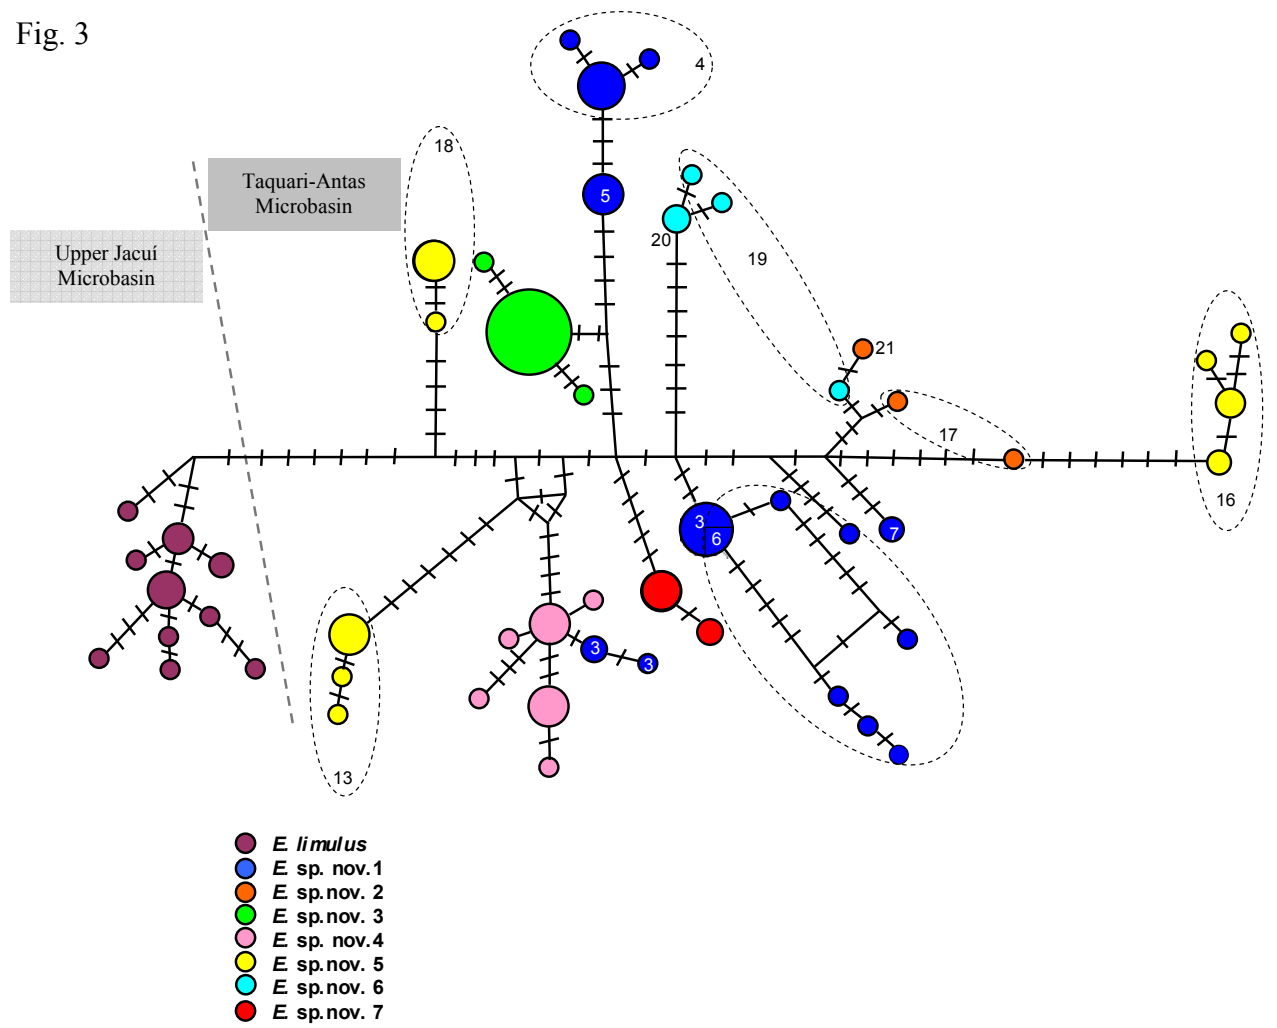 Fig. 3
4
18
Taquari-Antas
Microbasin
5
20
19
Upper Jacuí
Microbasin
21
17
16
3
6
7
3
3
13
E. limulus
E. sp. nov.1
E. sp.nov. 2
E. sp.nov. 3
E. sp. nov.4
E. sp.nov. 5
E. sp.nov. 6
E. sp.nov. 7